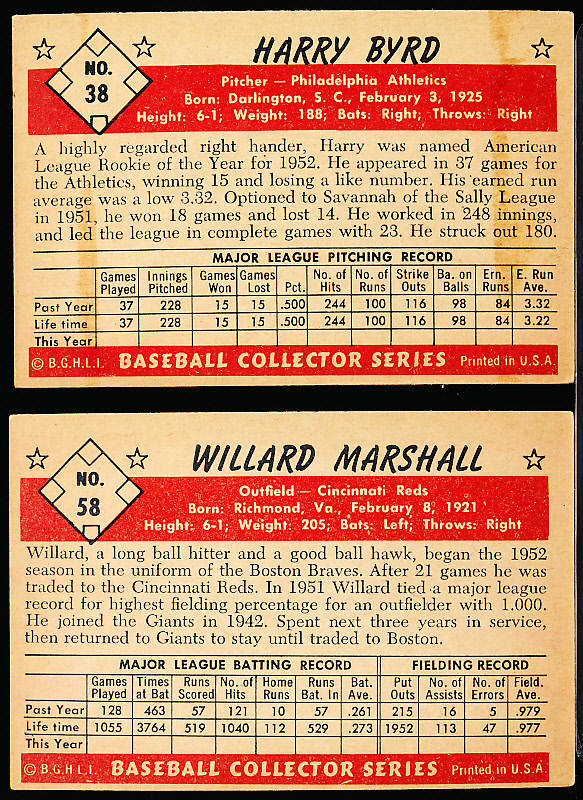 HARRY BYRD
NO.
38
Pitcher — Philadelphia Athletics
Born: Darlington, S. C., February 3, 1925
Height: 6-1; Weight: 188; Bats: Right; Throws: Right
A highly regarded right hander, Harry was named American
League Rookie of the Year for 1952. He appeared in 37 games for
the Athletics, winning 15 and losing a like number. His earned run
average was a low 3.32. Optioned to Savannah of the Sally League
in 1951, he won 18 games and lost 14. He worked in 248 innings,
and led the league in complete games with 23. He struck out 180.
MAJOR LEAGUE PITCHING RECORD
Games Innings Games Games No. of No. of Strike Ba. on Ern. E. Run
Played Pitched Won Lost Pct. Hits Runs Outs Balls Runs Ave.
Past Year 37 228 15 15 .500 244 100 116 98 84 3.32
Life time 37 228 15 15 .500 244 100 116 98 84 3.22
This Year
© B.G.H.L.I. BASEBALL COLLECTOR SERIES Printed in U.S.A.
WILLARD MARSHALL
NO.
58
Outfield — Cincinnati Reds
Born: Richmond, Va., February 8, 1921
Height: 6-1; Weight: 205; Bats: Left; Throws: Right
Willard, a long ball hitter and a good ball hawk, began the 1952
season in the uniform of the Boston Braves. After 21 games he was
traded to the Cincinnati Reds. In 1951 Willard tied a major league
record for highest fielding percentage for an outfielder with 1.000.
He joined the Giants in 1942. Spent next three years in service,
then returned to Giants to stay until traded to Boston.
MAJOR LEAGUE BATTING RECORD FIELDING RECORD
Games Times Runs No. of Home Runs Bat. Put No. of No. of Field.
Played at Bat Scored Hits Runs Bat. In Ave. Outs Assists Errors Ave.
Past Year 128 463 57 121 10 57 .261 215 16 5 .979
Life time 1055 3764 519 1040 112 529 .273 1952 113 47 .977
This Year
© B.G.H.L.I. BASEBALL COLLECTOR SERIES Printed in U.S.A.